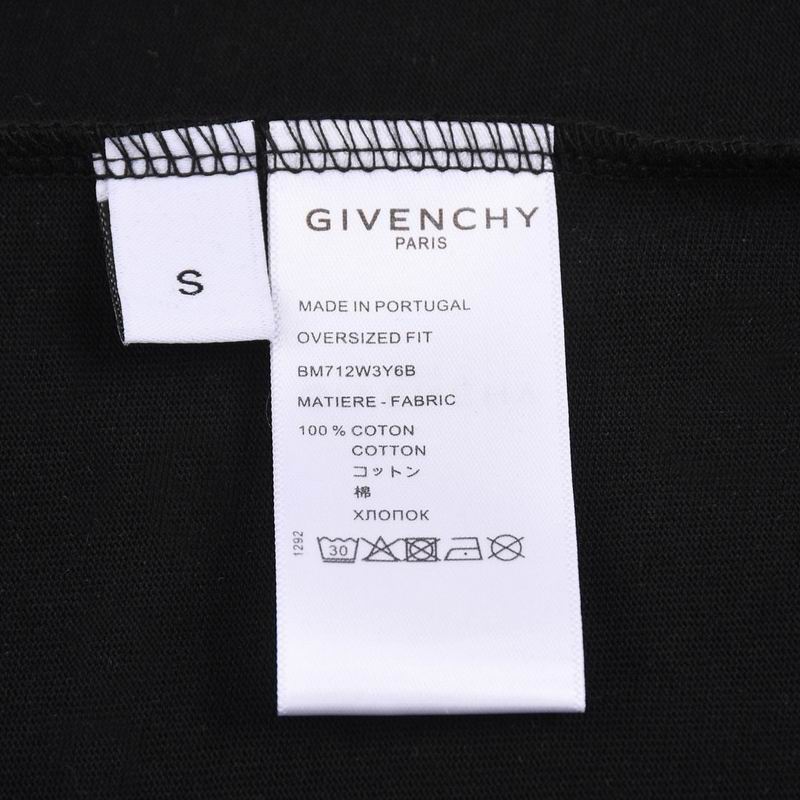 S
GIVENCHY
PARIS
MADE IN PORTUGAL
OVERSIZED FIT
BM712W3Y6B
MATIERE - FABRIC
100 % COTON
COTTON
コットン
棉
ХЛОПОК
1292
30